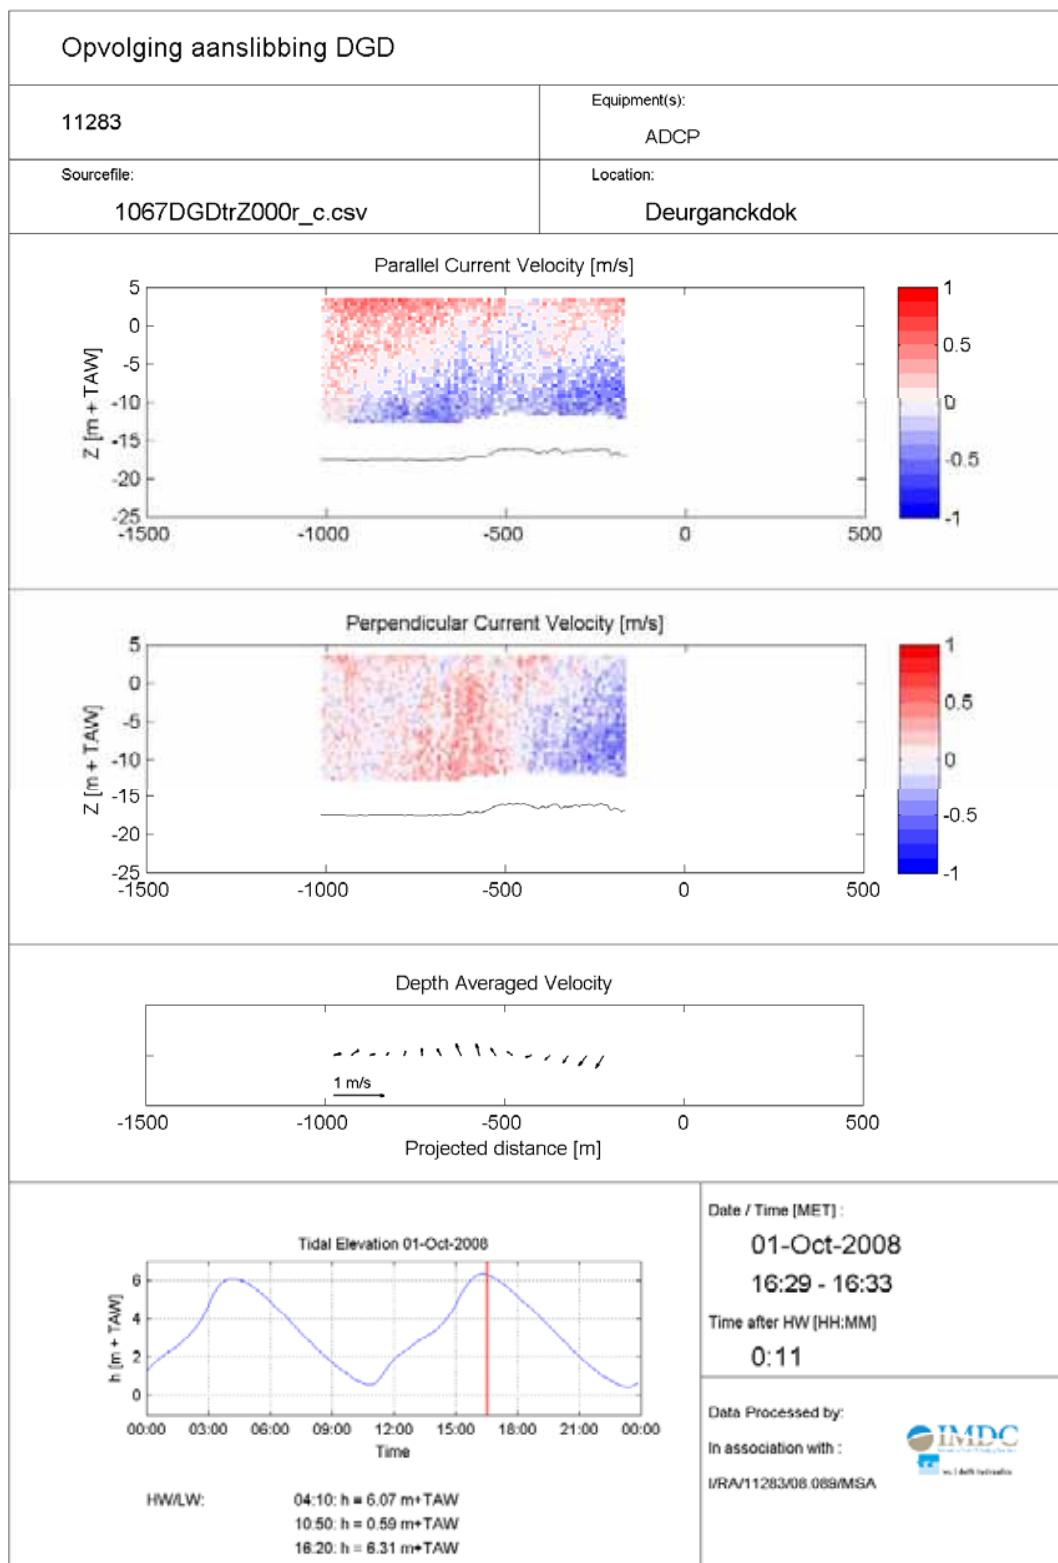 Opvolging aanslibbing DGD
11283
Equipment(s):
ADCP
Sourcefile:
1067DGDtrZ000r_c.csv
Location:
Deurganckdok
Parallel Current Velocity [m/s]
5
0
-5
-10
-15
-20
-25
Z [m + TAW]
-1500
-1000
-500
0
500
1
0.5
0
-0.5
-1
Perpendicular Current Velocity [m/s]
5
0
-5
-10
-15
-20
-25
Z [m + TAW]
-1500
-1000
-500
0
500
1
0.5
0
-0.5
-1
Depth Averaged Velocity
1 m/s
-1500
-1000
-500
0
500
Projected distance [m]
Tidal Elevation 01-Oct-2008
6
4
2
0
h [m + TAW]
00:00
03:00
06:00
09:00
12:00
15:00
18:00
21:00
00:00
Time
HW/LW:
04:10: h = 6.07 m+TAW
10:50: h = 0.59 m+TAW
16:20: h = 6.31 m+TAW
Date / Time [MET] :
01-Oct-2008
16:29 - 16:33
Time after HW [HH:MM]
0:11
Data Processed by:
IMDC
In association with :
wl | delft hydraulics
I/RA/11283/08.089/MSA